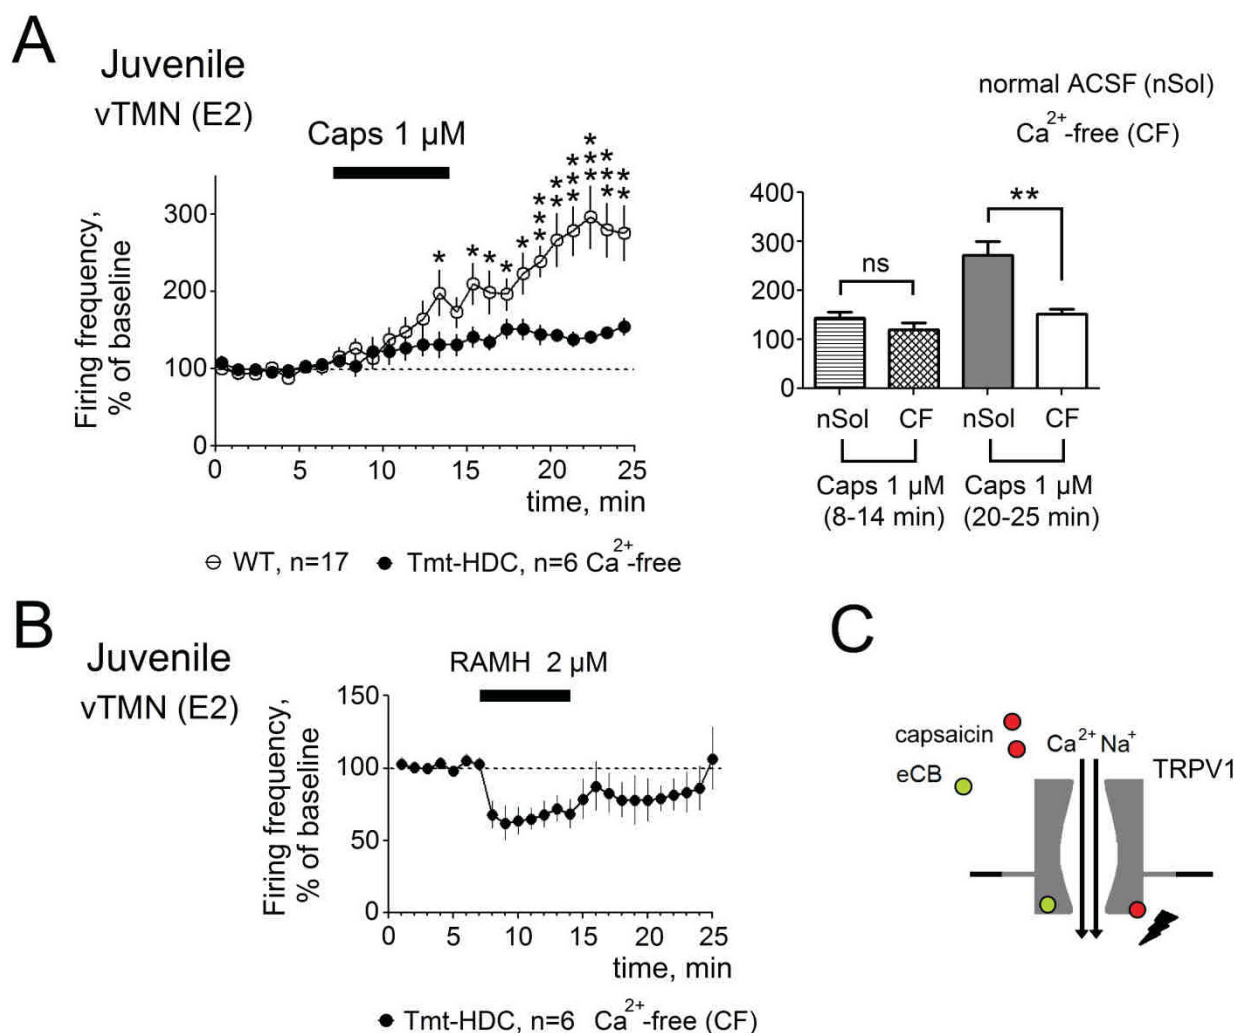 A
Juvenile
vTMN (E2)
Caps 1 µM
Firing frequency,
% of baseline
300
200
100
0
* * * * * *** ** *** *** *** **
0 5 10 15 20 25
time, min
WT, n=17 Tmt-HDC, n=6 Ca2+-free
normal ACSF (nSol)
Ca2+-free (CF)
400
300
200
100
0
ns
**
nSol CF nSol CF
Caps 1 µM Caps 1 µM
(8-14 min) (20-25 min)
B
Juvenile
vTMN (E2)
RAMH 2 µM
Firing frequency,
% of baseline
150
100
50
0
0 5 10 15 20 25
time, min
Tmt-HDC, n=6 Ca2+-free (CF)
C
capsaicin
eCB
Ca2+ Na+
TRPV1